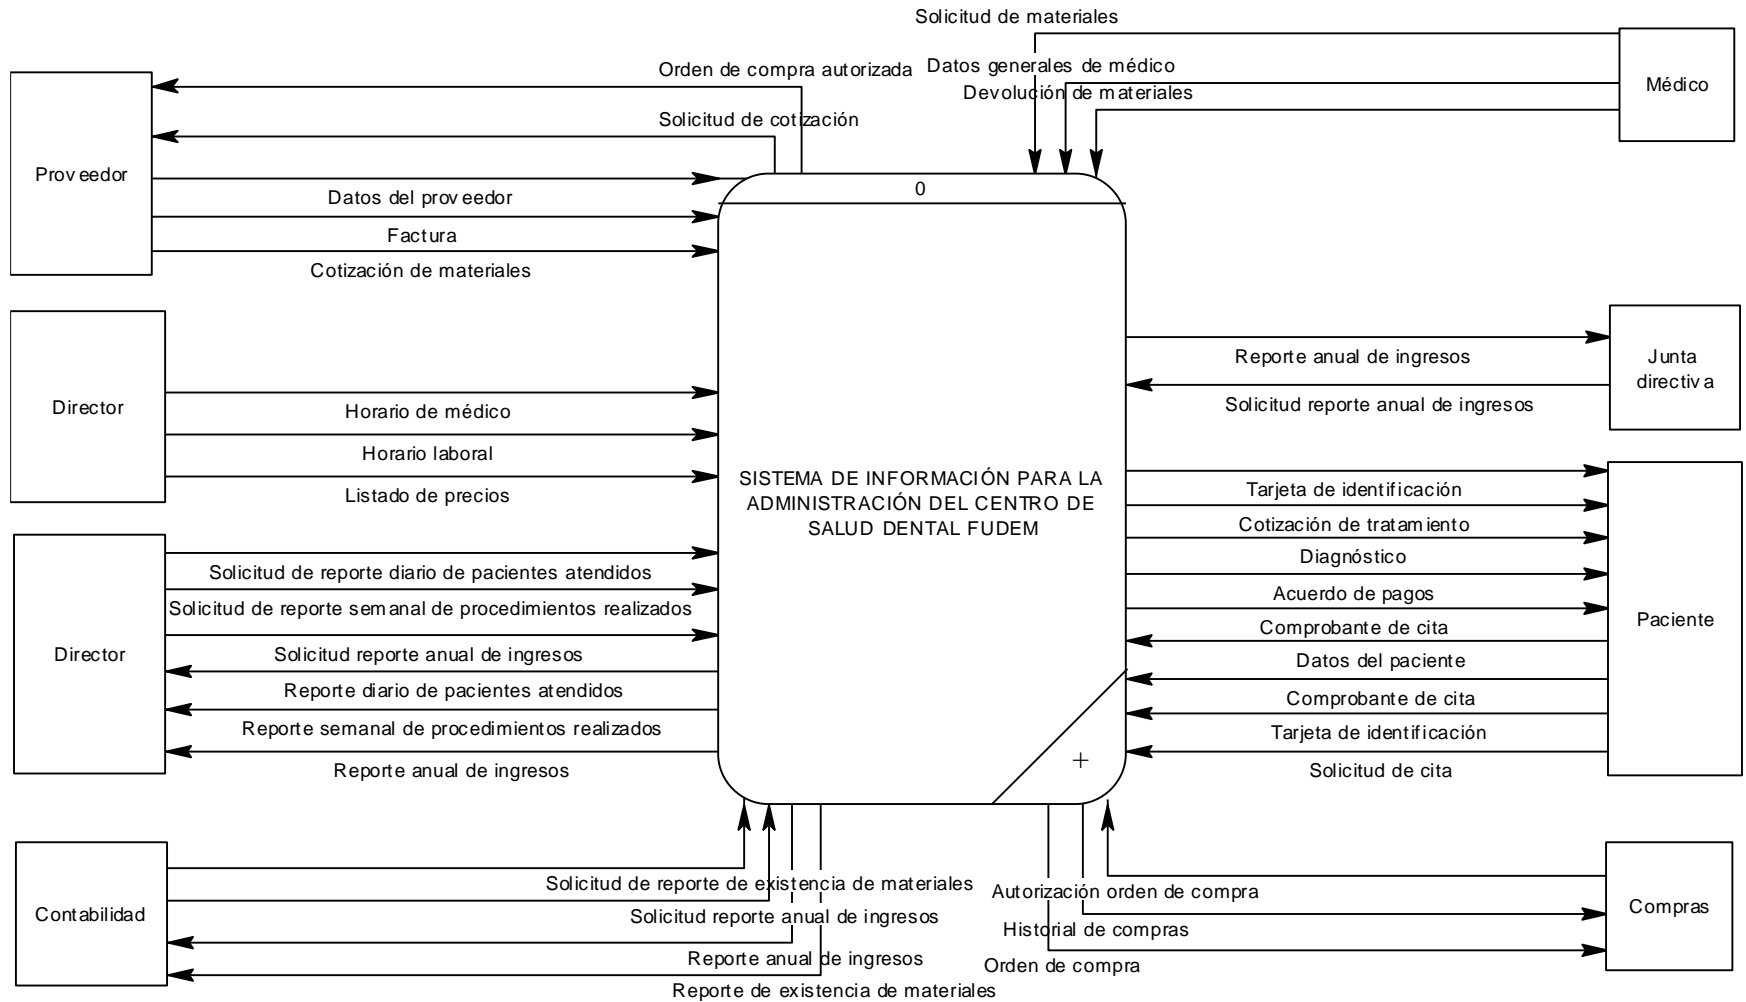 Solicitud de materiales
Orden de compra autorizada
Datos generales de médico
Devolución de materiales
Médico
Solicitud de cotización
Proveedor
Datos del proveedor
0
Factura
Cotización de materiales
Reporte anual de ingresos
Junta
directiva
Solicitud reporte anual de ingresos
Director
Horario de médico
Horario laboral
Listado de precios
SISTEMA DE INFORMACIÓN PARA LA
ADMINISTRACIÓN DEL CENTRO DE
SALUD DENTAL FUDEM
Tarjeta de identificación
Cotización de tratamiento
Diagnóstico
Acuerdo de pagos
Comprobante de cita
Datos del paciente
Comprobante de cita
Tarjeta de identificación
Solicitud de cita
Paciente
Solicitud de reporte diario de pacientes atendidos
Solicitud de reporte semanal de procedimientos realizados
Solicitud reporte anual de ingresos
Director
Reporte diario de pacientes atendidos
Reporte semanal de procedimientos realizados
Reporte anual de ingresos
+
Contabilidad
Solicitud de reporte de existencia de materiales
Solicitud reporte anual de ingresos
Reporte anual de ingresos
Reporte de existencia de materiales
Autorización orden de compra
Historial de compras
Orden de compra
Compras